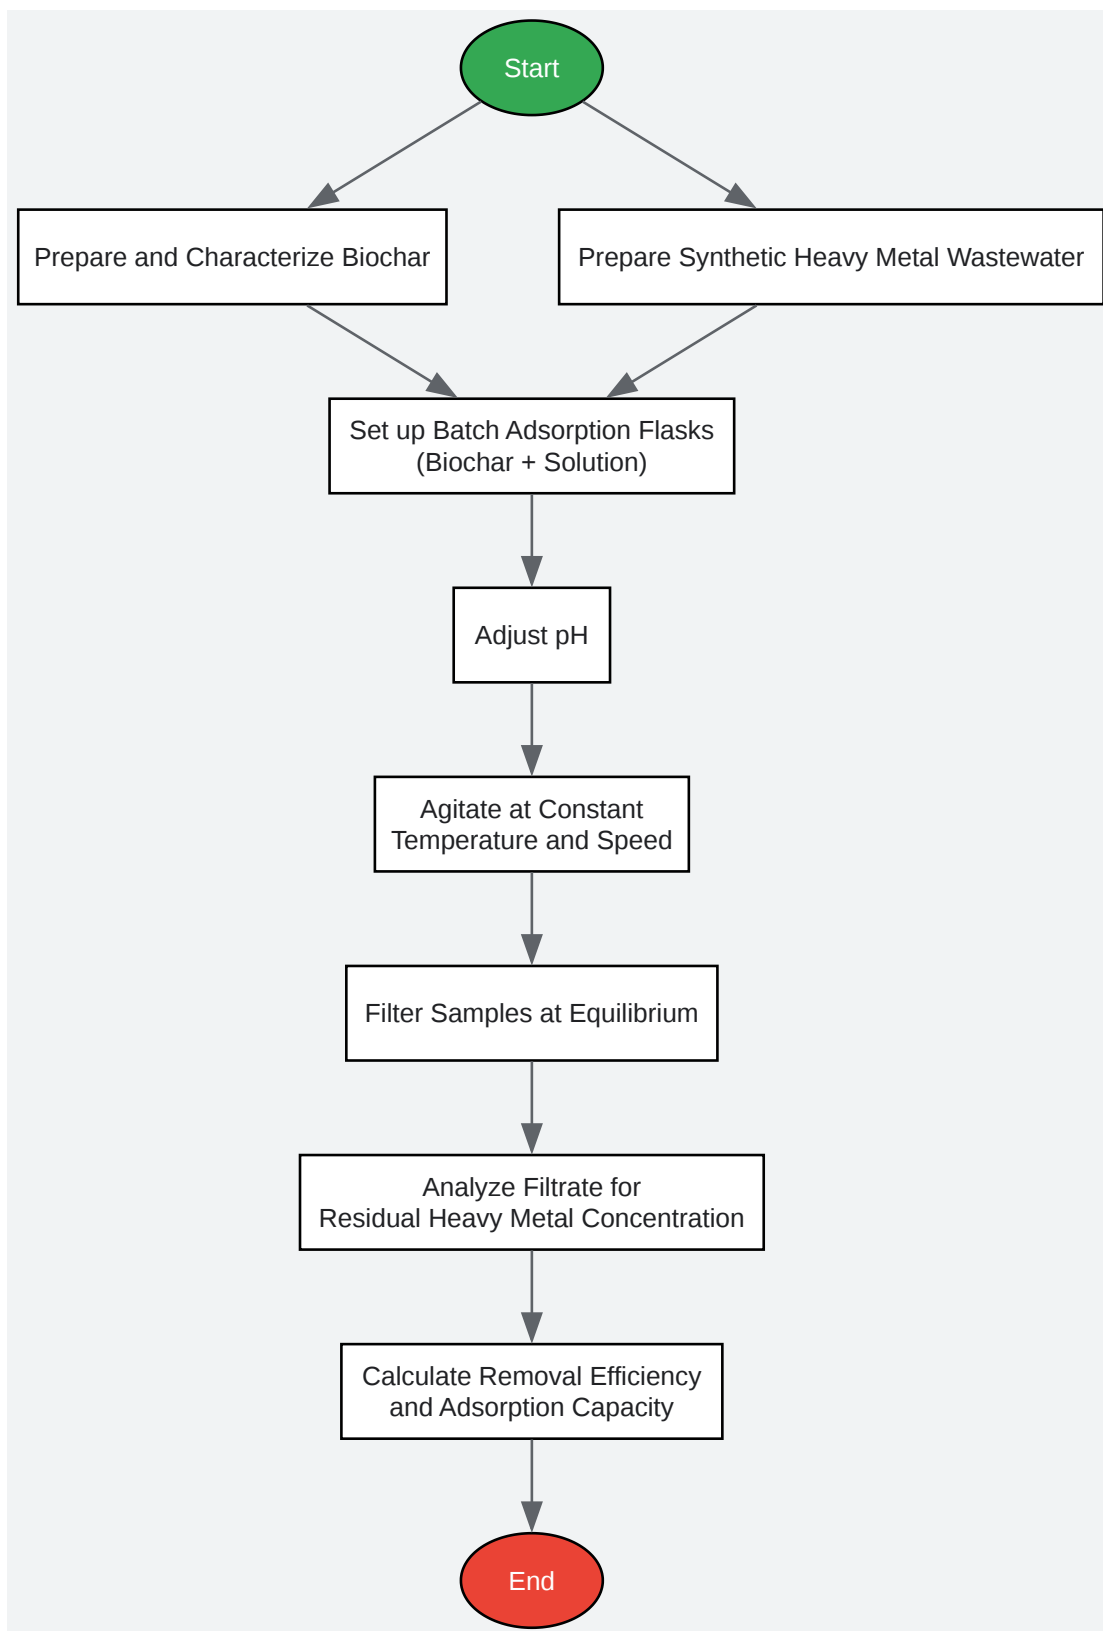 Start
Prepare and Characterize Biochar
Prepare Synthetic Heavy Metal Wastewater
Set up Batch Adsorption Flasks
(Biochar + Solution)
Adjust pH
Agitate at Constant
Temperature and Speed
Filter Samples at Equilibrium
Analyze Filtrate for
Residual Heavy Metal Concentration
Calculate Removal Efficiency
and Adsorption Capacity
End